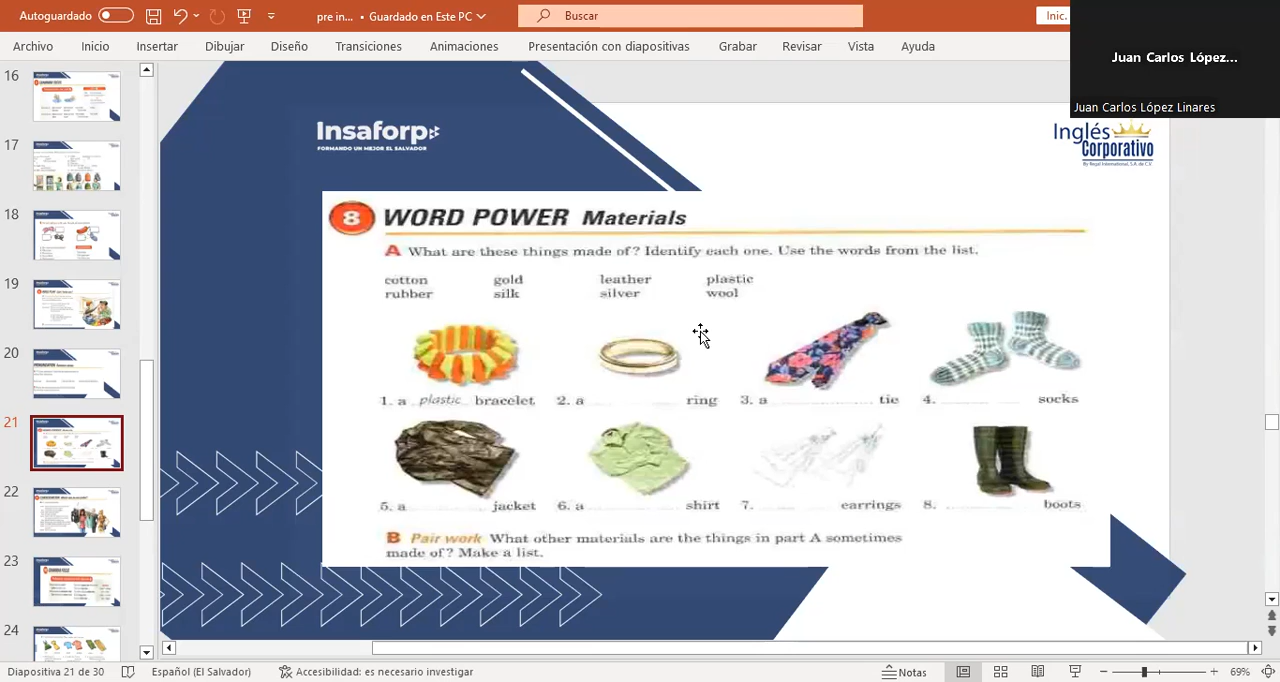 Autoguardado
pre in... • Guardado en Este PC
Buscar
Inic.
Archivo Inicio Insertar Dibujar Diseño Transiciones Animaciones Presentación con diapositivas Grabar Revisar Vista Ayuda
Juan Carlos López...
Juan Carlos López Linares
16
17
18
19
20
21
22
23
24
Insaforp
FORMANDO UN MEJOR EL SALVADOR
Inglés
Corporativo
By Regal International, S.A. de C.V.
8 WORD POWER Materials
A What are these things made of? Identify each one. Use the words from the list.
cotton gold leather plastic
rubber silk silver wool
1. a plastic bracelet 2. a ring 3. a tie 4. socks
5. a jacket 6. a shirt 7. earrings 8. boots
B Pair work What other materials are the things in part A sometimes
made of? Make a list.
Diapositiva 21 de 30 Español (El Salvador) Accesibilidad: es necesario investigar Notas 69%